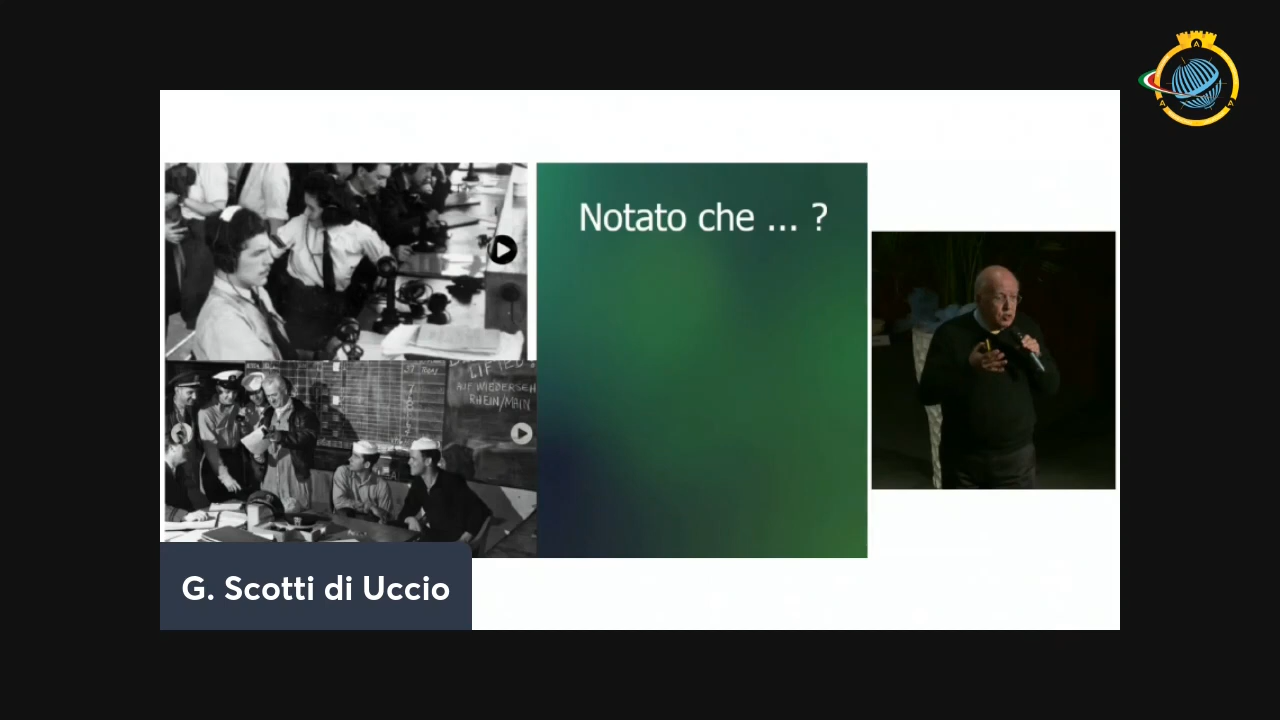 Notato che ... ?
LIFTED!
AUF WIEDERSEH
RHEIN/MAIN
G. Scotti di Uccio